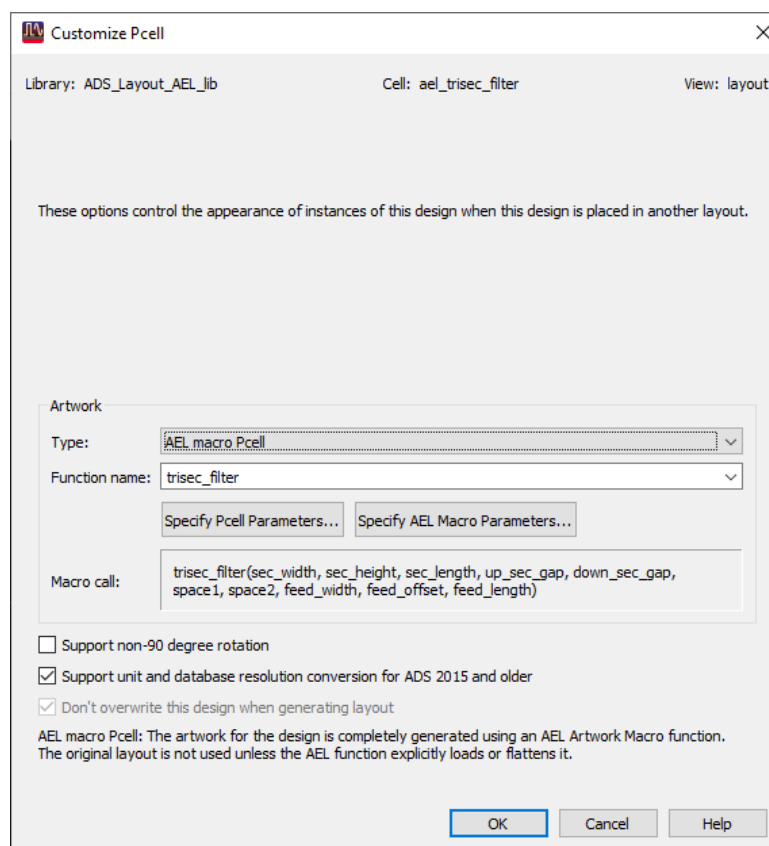 Customize Pcell
Library: ADS_Layout_AEL_lib Cell: ael_trisec_filter View: layout
These options control the appearance of instances of this design when this design is placed in another layout.
Artwork
Type: AEL macro Pcell
Function name: trisec_filter
Specify Pcell Parameters... Specify AEL Macro Parameters...
Macro call: trisec_filter(sec_width, sec_height, sec_length, up_sec_gap, down_sec_gap,
space1, space2, feed_width, feed_offset, feed_length)
Support non-90 degree rotation
Support unit and database resolution conversion for ADS 2015 and older
Don't overwrite this design when generating layout
AEL macro Pcell: The artwork for the design is completely generated using an AEL Artwork Macro function.
The original layout is not used unless the AEL function explicitly loads or flattens it.
OK Cancel Help